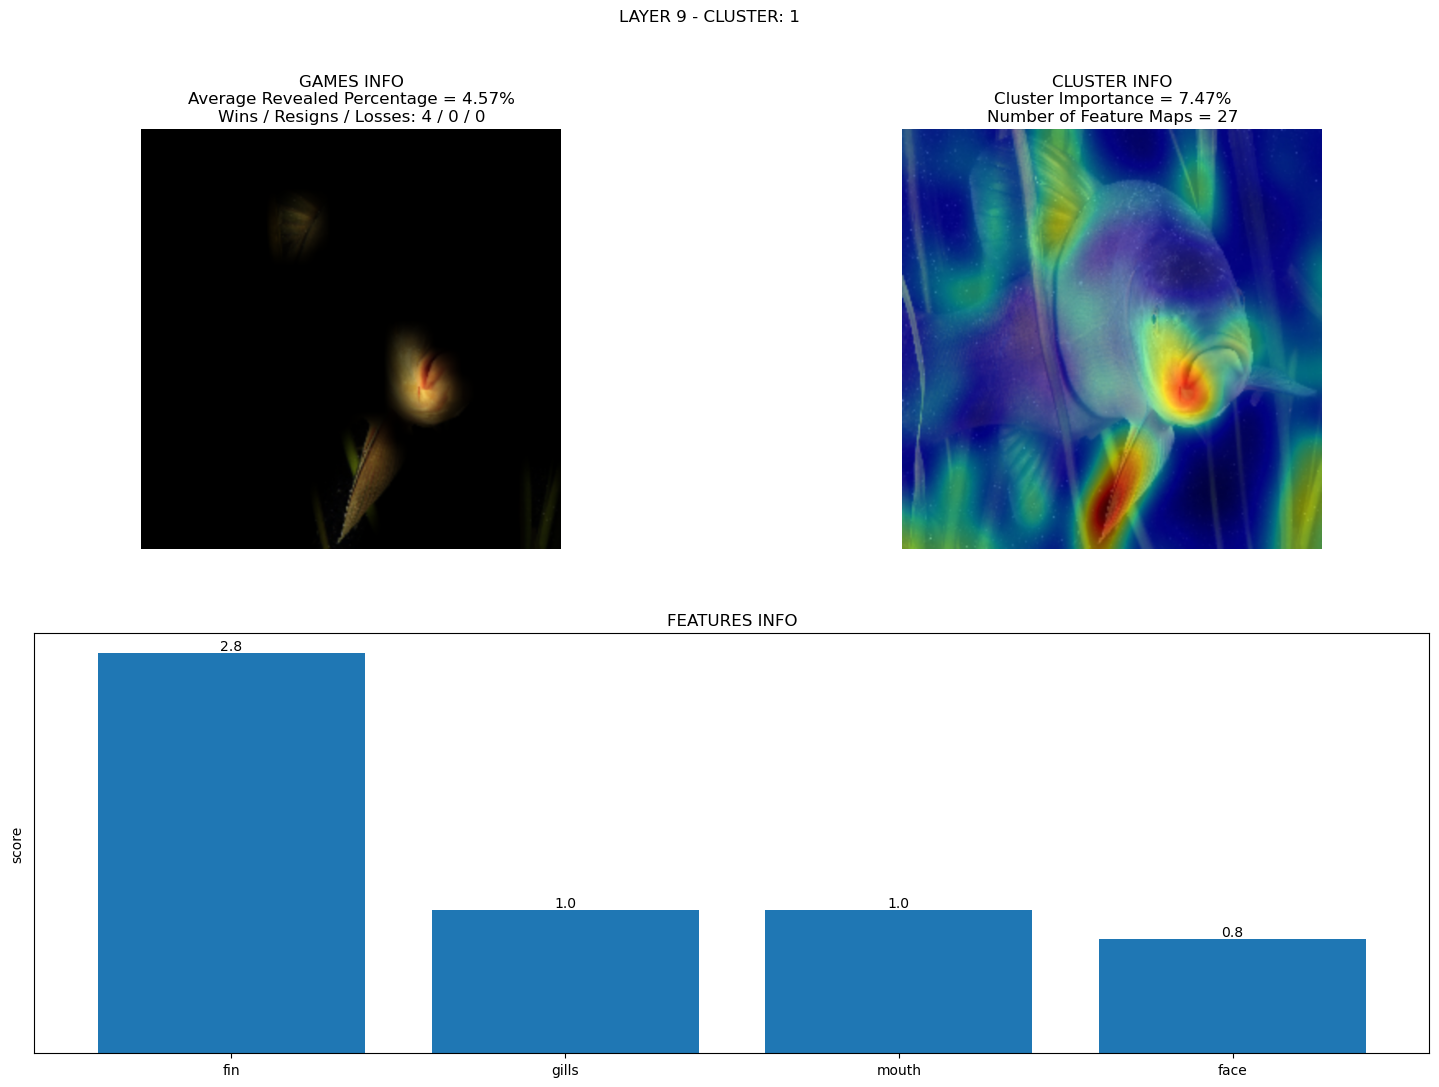 LAYER 9 - CLUSTER: 1
GAMES INFO
Average Revealed Percentage = 4.57%
Wins / Resigns / Losses: 4 / 0 / 0
CLUSTER INFO
Cluster Importance = 7.47%
Number of Feature Maps = 27
FEATURES INFO
score
2.8
1.0
1.0
0.8
fin
gills
mouth
face